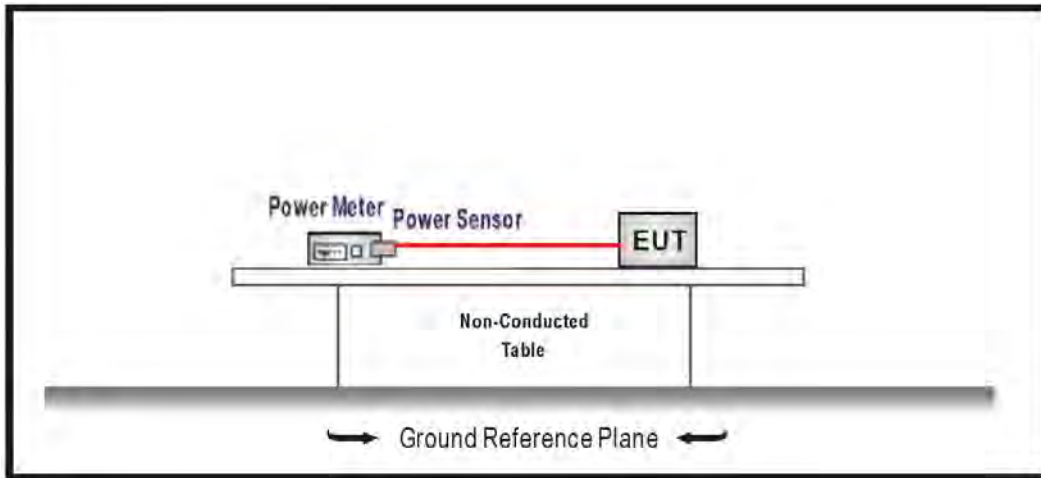 Power Meter
Power Sensor
EUT
Non-Conducted
Table
Ground Reference Plane